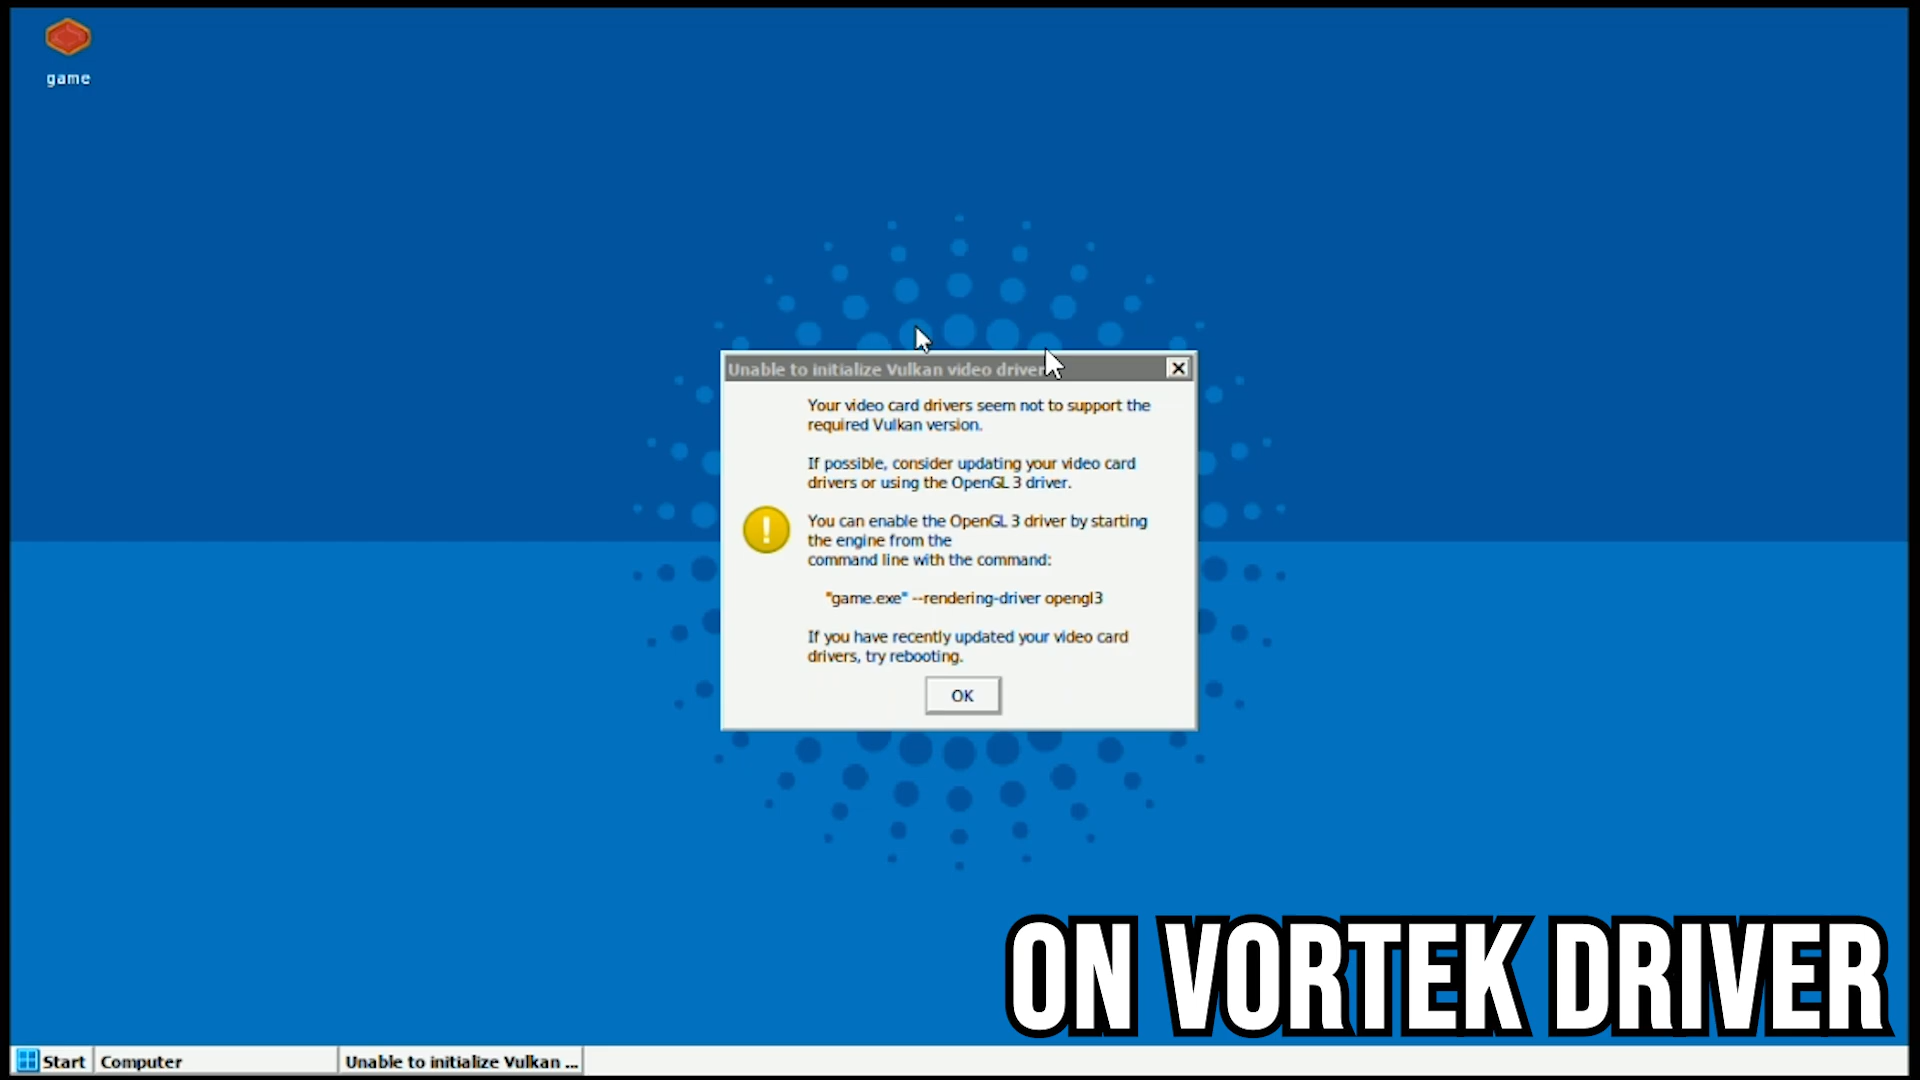 game
Unable to initialize Vulkan video driver
Your video card drivers seem not to support the
required Vulkan version.
If possible, consider updating your video card
drivers or using the OpenGL 3 driver.
You can enable the OpenGL 3 driver by starting
the engine from the
command line with the command:
"game.exe" --rendering-driver opengl3
If you have recently updated your video card
drivers, try rebooting.
OK
ON VORTEK DRIVER
Start
Computer
Unable to initialize Vulkan ...